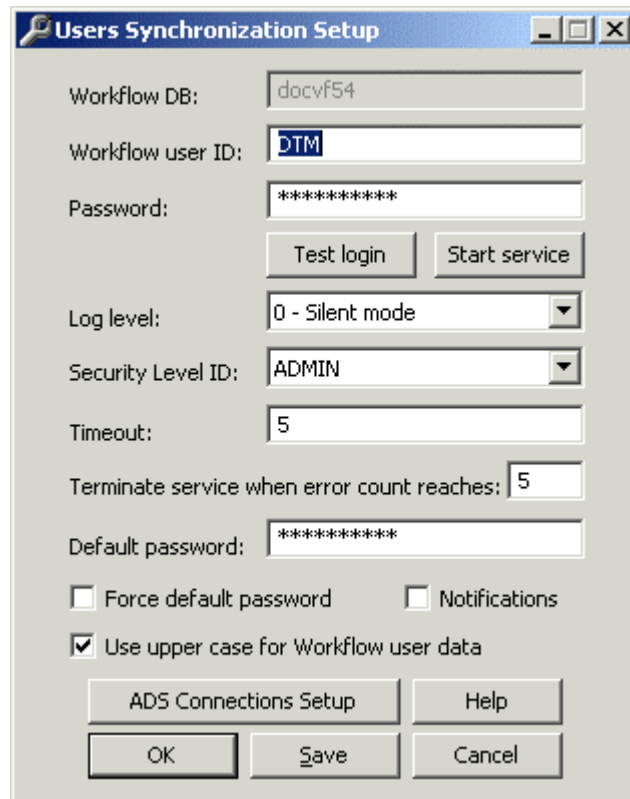 Users Synchronization Setup
Workflow DB: docvf54
Workflow user ID: DTM
Password: **********
Test login Start service
Log level: 0 - Silent mode
Security Level ID: ADMIN
Timeout: 5
Terminate service when error count reaches: 5
Default password: **********
Force default password Notifications
Use upper case for Workflow user data
ADS Connections Setup Help
OK Save Cancel